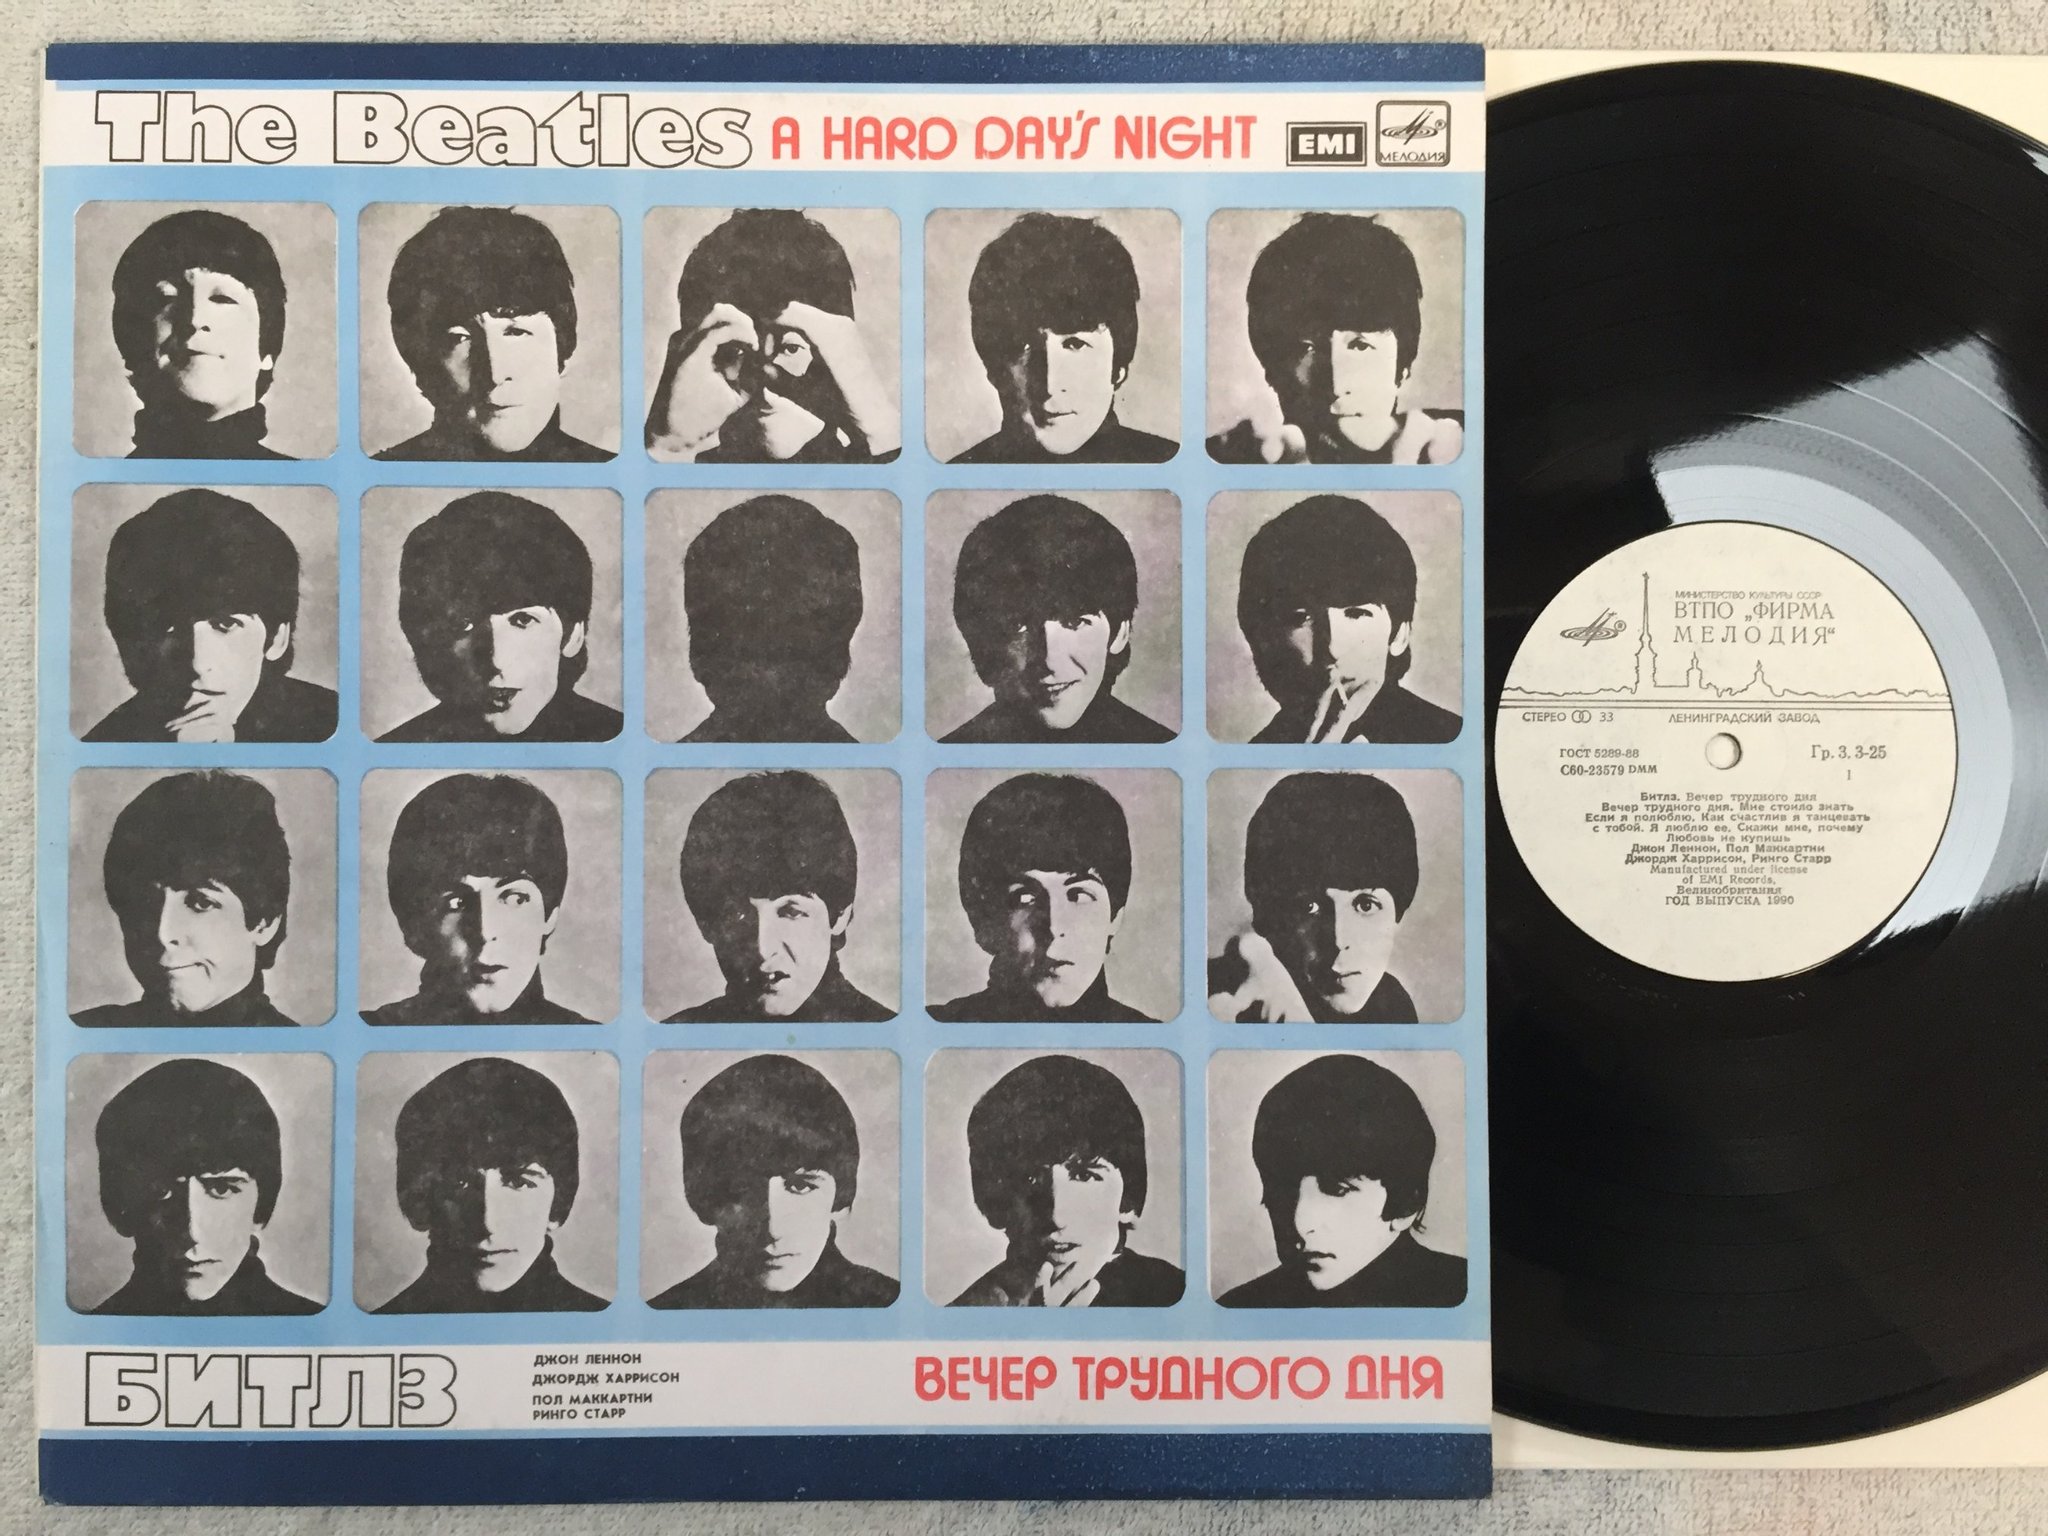 The Beatles A HARD DAY'S NIGHT EMI МЕЛОДИЯ
БИТЛЗ
ДЖОН ЛЕННОН
ДЖОРДЖ ХАРРИСОН
ПОЛ МАККАРТНИ
РИНГО СТАРР
ВЕЧЕР ТРУДНОГО ДНЯ
МИНИСТЕРСТВО КУЛЬТУРЫ СССР
ВТПО „ФИРМА
МЕЛОДИЯ“
СТЕРЕО 33 ЛЕНИНГРАДСКИЙ ЗАВОД
ГОСТ 5289-88 Гр. 3. 3-25
С60-23579 DMM 1
Битлз. Вечер трудного дня
Вечер трудного дня. Мне стоило знать
Если я полюблю, Как счастлив я танцевать
с тобой. Я люблю ее, Скажи мне, почему
Любовь не купишь
Джон Леннон, Пол Маккартни
Джордж Харрисон, Ринго Старр
Manufactured under license
of EMI Records,
Великобритания
ГОД ВЫПУСКА 1990